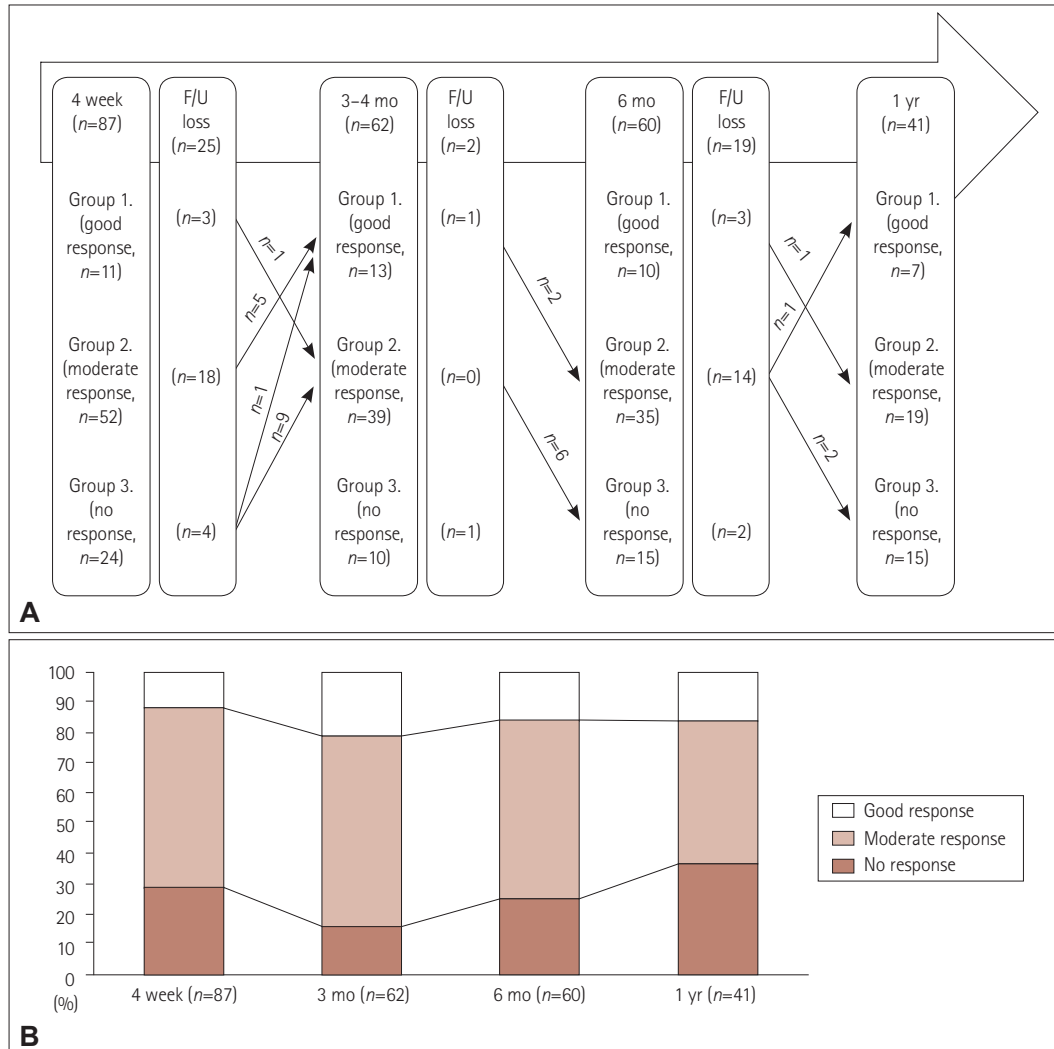 4 week
(n=87)
Group 1.
(good
response,
n=11)
Group 2.
(moderate
response,
n=52)
Group 3.
(no
response,
n=24)
F/U
loss
(n=25)
(n=3)
(n=18)
(n=4)
n=1
n=5
n=1
n=9
3–4 mo
(n=62)
Group 1.
(good
response,
n=13)
Group 2.
(moderate
response,
n=39)
Group 3.
(no
response,
n=10)
F/U
loss
(n=2)
(n=1)
(n=0)
(n=1)
n=2
n=6
6 mo
(n=60)
Group 1.
(good
response,
n=10)
Group 2.
(moderate
response,
n=35)
Group 3.
(no
response,
n=15)
F/U
loss
(n=19)
(n=3)
(n=14)
(n=2)
n=1
n=1
n=2
1 yr
(n=41)
Group 1.
(good
response,
n=7)
Group 2.
(moderate
response,
n=19)
Group 3.
(no
response,
n=15)
A
100
90
80
70
60
50
40
30
20
10
0
(%)
4 week (n=87)
3 mo (n=62)
6 mo (n=60)
1 yr (n=41)
Good response
Moderate response
No response
B